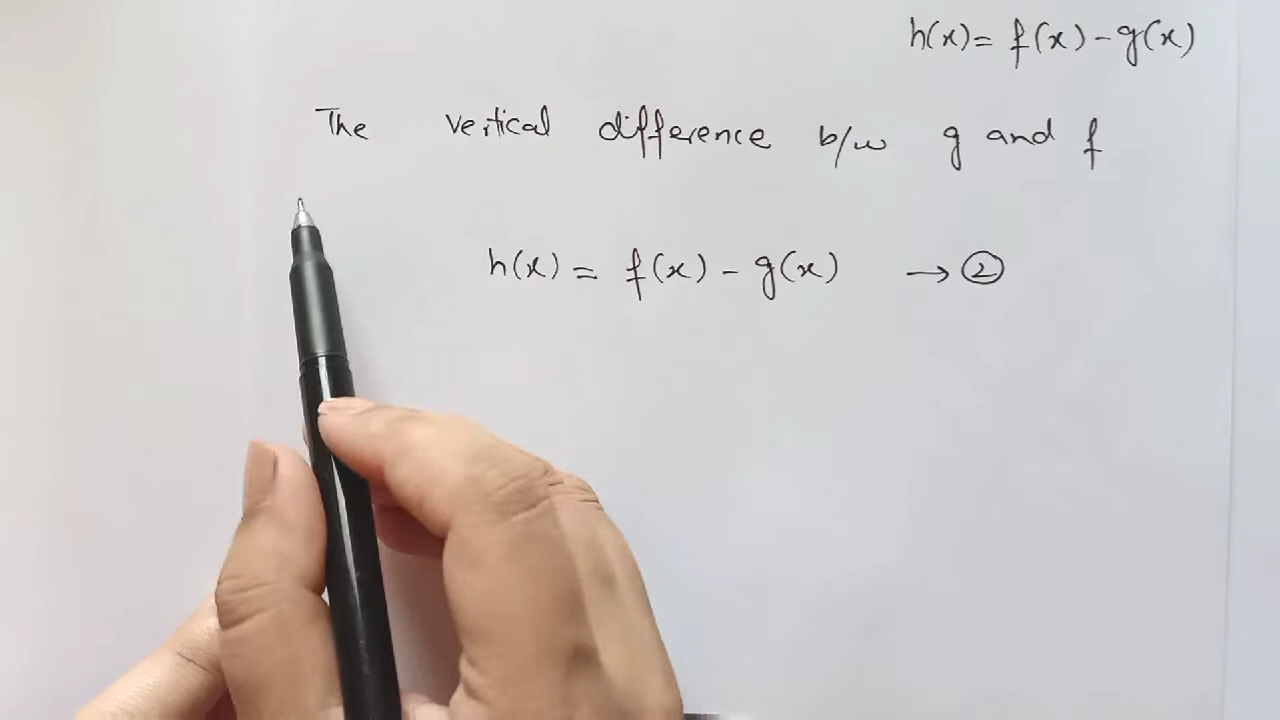 h(x) = f(x) - g(x)
The vertical difference b/w g and f
h(x) = f(x) - g(x) → ②